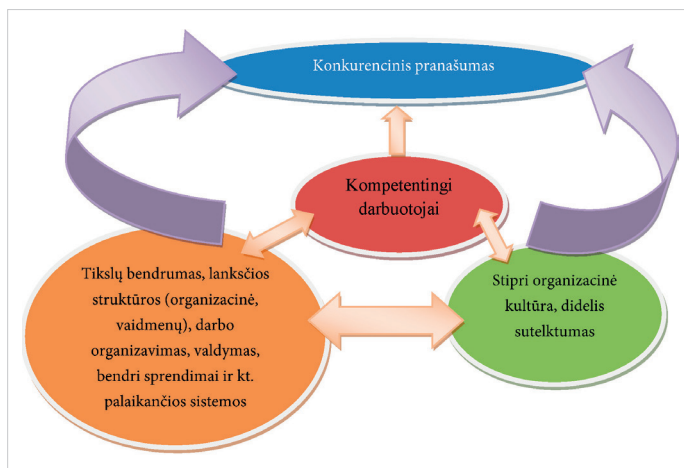 Konkurencinis pranašumas
Kompetentingi
darbuotojai
Tikslų bendrumas, lanksčios
struktūros (organizacinė,
vaidmenų), darbo
organizavimas, valdymas,
bendri sprendimai ir kt.
palaikančios sistemos
Stipri organizacinė
kultūra, didelis
sutelktumas